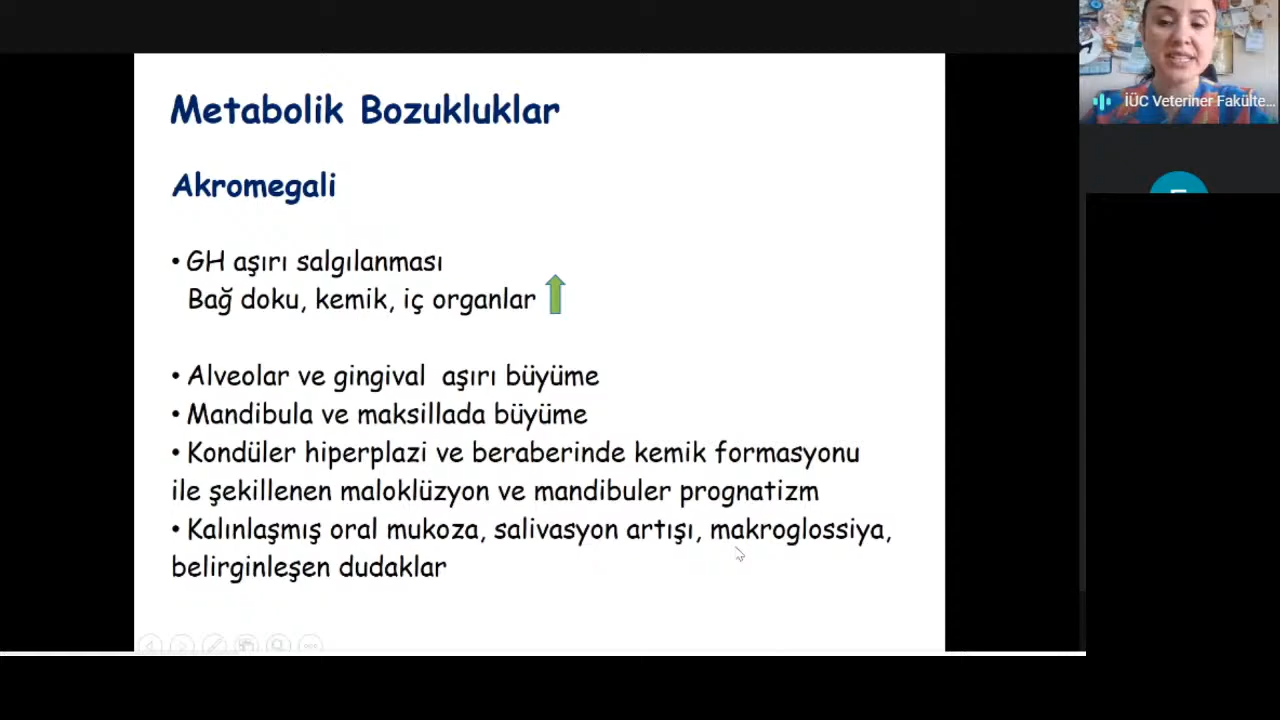 Metabolik Bozukluklar
Akromegali
• GH aşırı salgılanması
Bağ doku, kemik, iç organlar
• Alveolar ve gingival aşırı büyüme
• Mandibula ve maksillada büyüme
• Kondüler hiperplazi ve beraberinde kemik formasyonu
ile şekillenen maloklüzyon ve mandibuler prognatizm
• Kalınlaşmış oral mukoza, salivasyon artışı, makroglossiya,
belirginleşen dudaklar
İÜC Veteriner Fakülte...